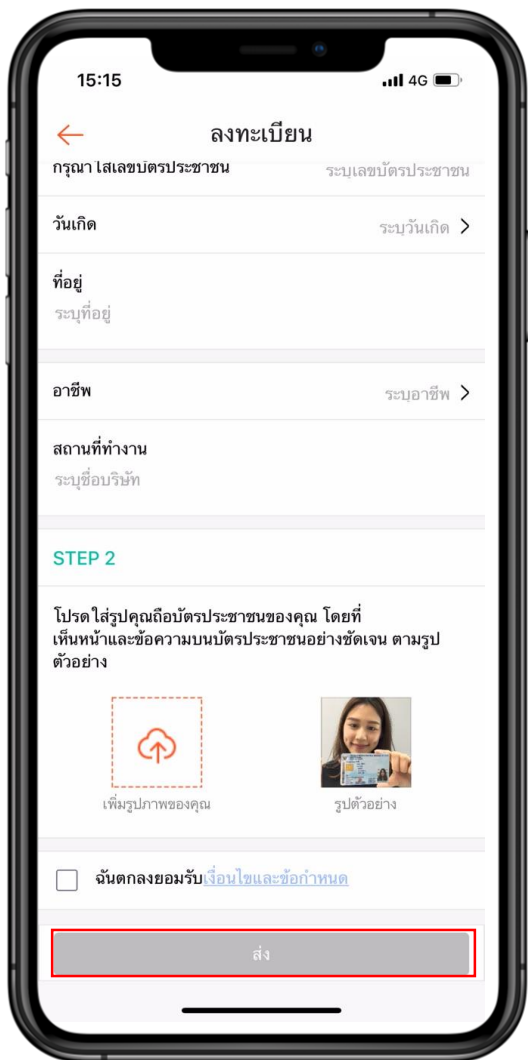 15:15
4G
ลงทะเบียน
กรุณาใส่เลขบัตรประชาชน ระบุเลขบัตรประชาชน
วันเกิด ระบุวันเกิด
ที่อยู่
ระบุที่อยู่
อาชีพ ระบุอาชีพ
สถานที่ทำงาน
ระบุชื่อบริษัท
STEP 2
โปรดใส่รูปคุณถือบัตรประชาชนของคุณ โดยที่
เห็นหน้าและข้อความบนบัตรประชาชนอย่างชัดเจน ตามรูป
ตัวอย่าง
เพิ่มรูปภาพของคุณ รูปตัวอย่าง
ฉันตกลงยอมรับเงื่อนไขและข้อกำหนด
ส่ง